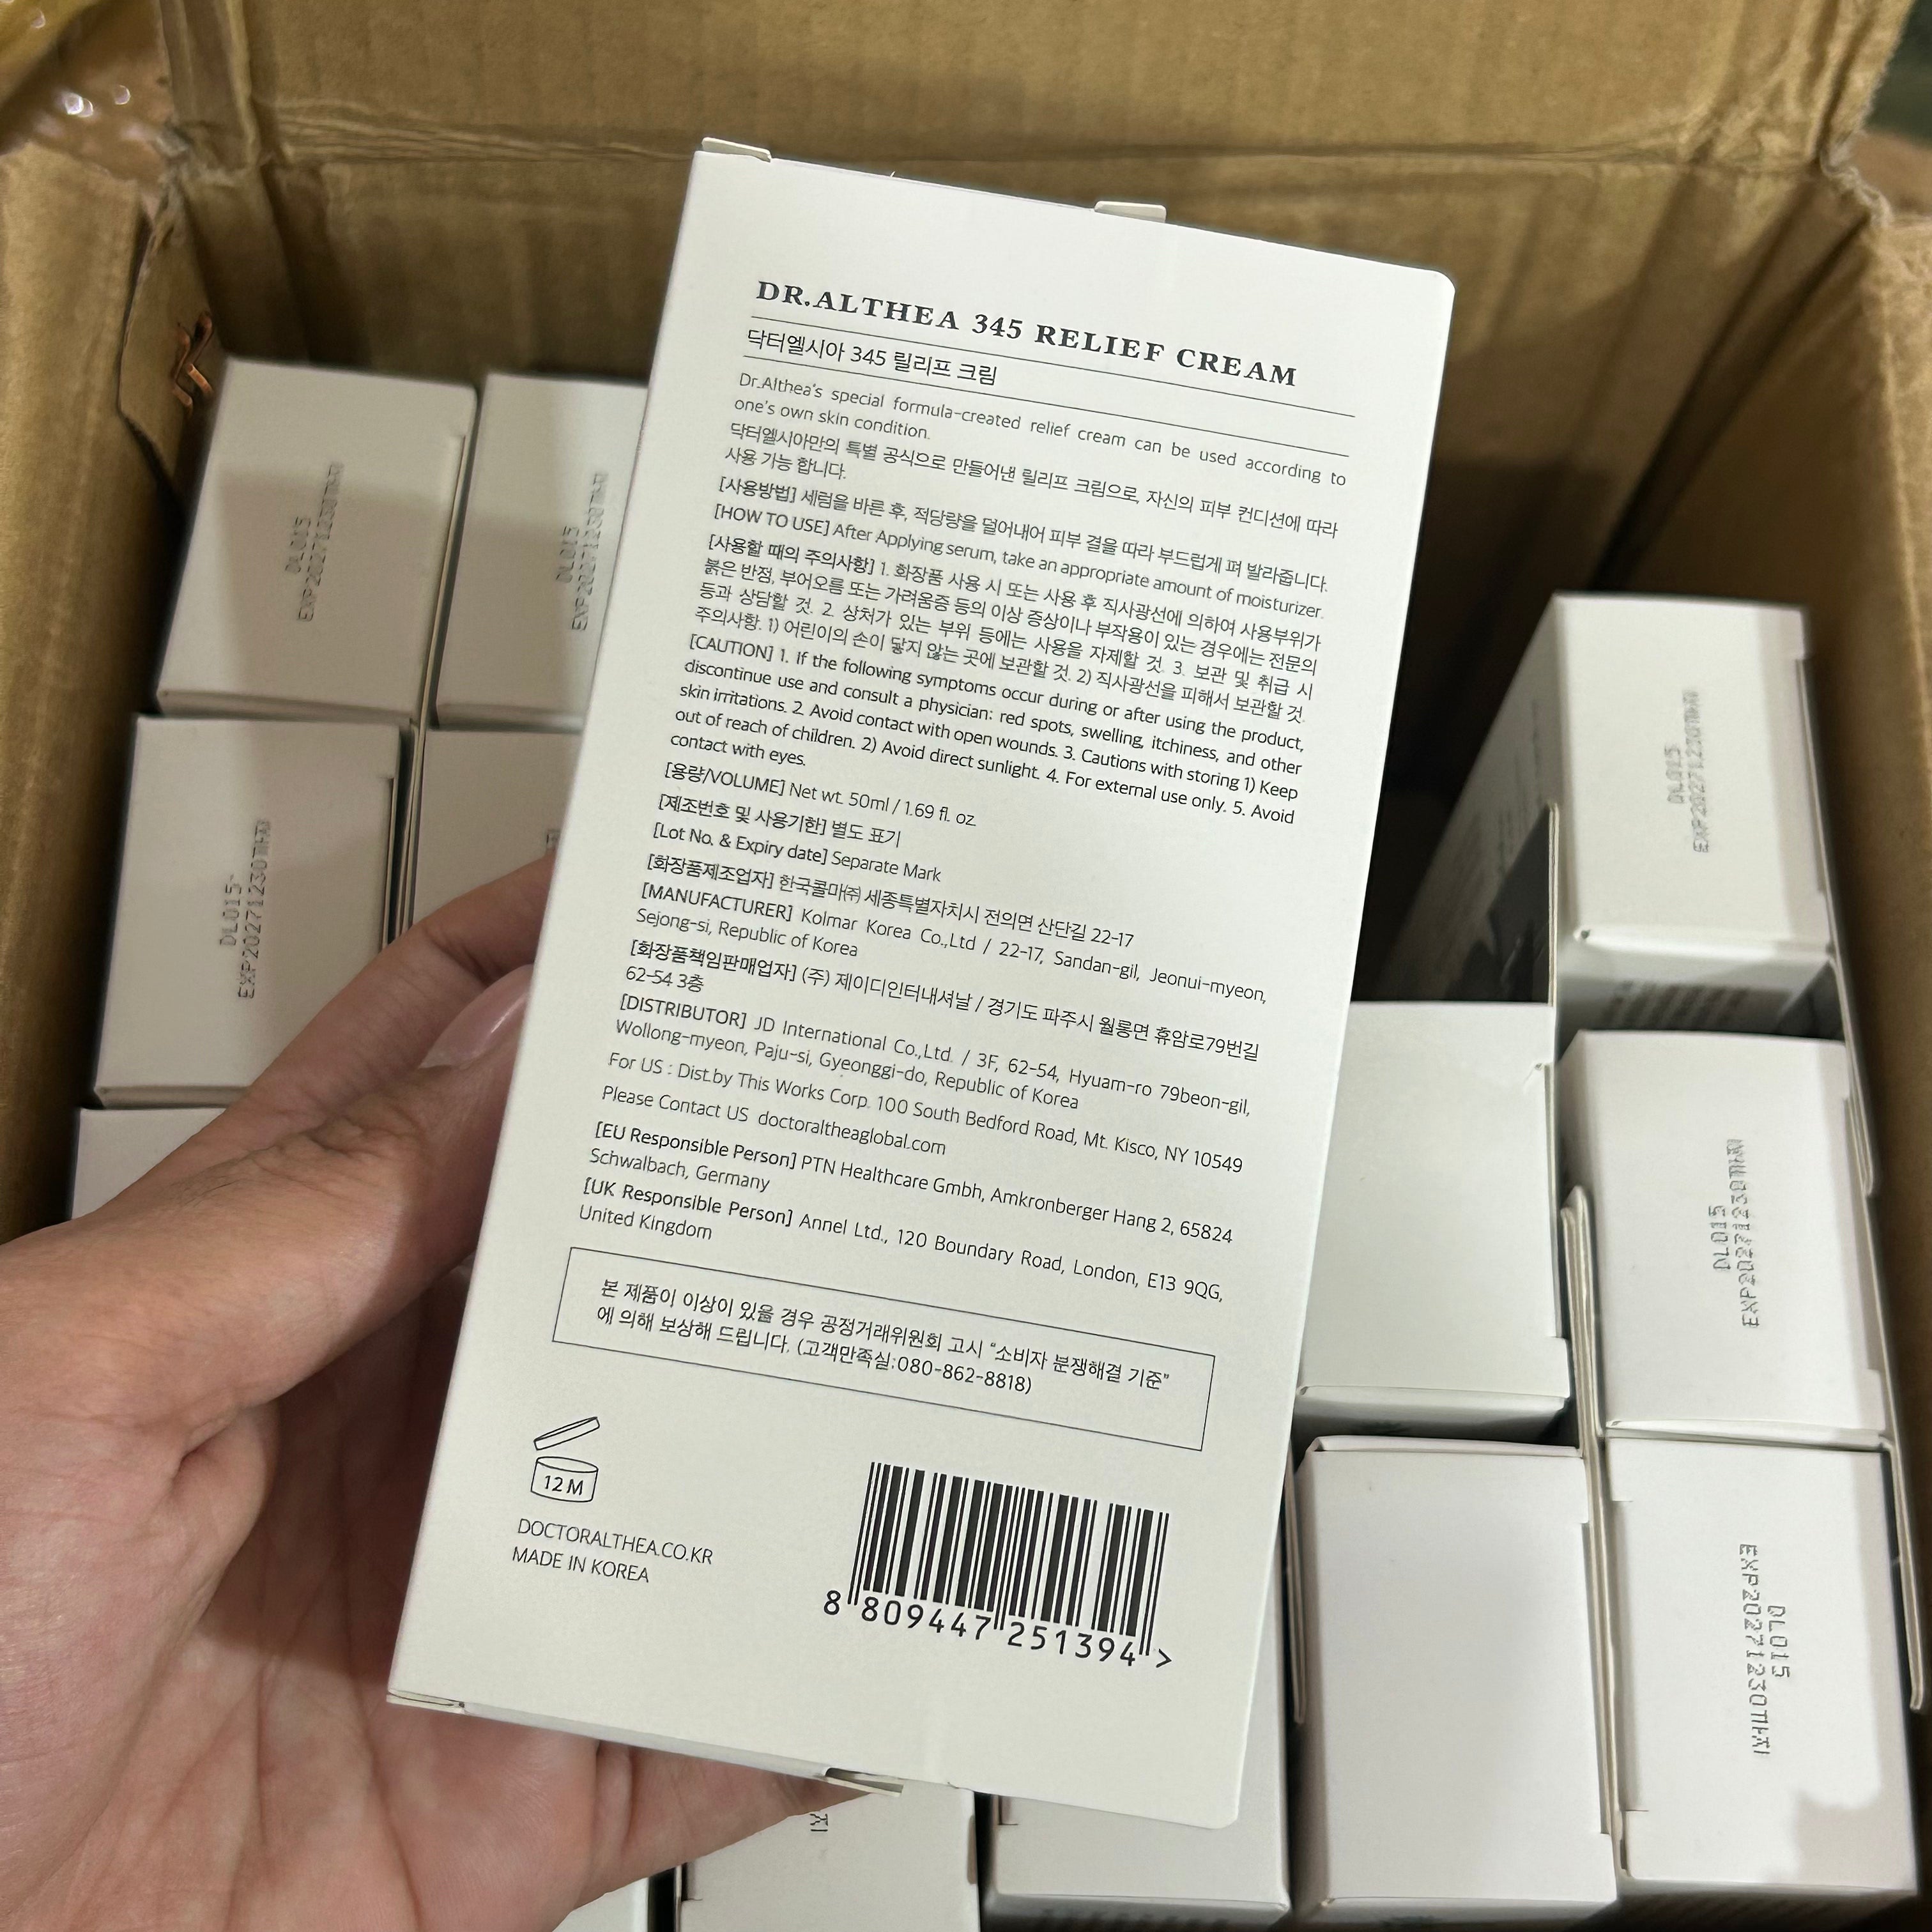 DR.ALTHEA 345 RELIEF CREAM
닥터엘시아 345 릴리프 크림
Dr.Althea's special formula-created relief cream can be used according to
one's own skin condition.
닥터엘시아만의 특별 공식으로 만들어낸 릴리프 크림으로, 자신의 피부 컨디션에 따라
사용 가능 합니다.
[사용방법] 세럼을 바른 후, 적당량을 덜어내어 피부 결을 따라 부드럽게 펴 발라줍니다.
[HOW TO USE] After Applying serum, take an appropriate amount of moisturizer.
[사용할 때의 주의사항] 1. 화장품 사용 시 또는 사용 후 직사광선에 의하여 사용부위가
붉은 반점, 부어오름 또는 가려움증 등의 이상 증상이나 부작용이 있는 경우에는 전문의
등과 상담할 것. 2. 상처가 있는 부위 등에는 사용을 자제할 것. 3. 보관 및 취급 시
주의사항. 1) 어린이의 손이 닿지 않는 곳에 보관할 것. 2) 직사광선을 피해서 보관할 것.
[CAUTION] 1. If the following symptoms occur during or after using the product,
discontinue use and consult a physician: red spots, swelling, itchiness, and other
skin irritations. 2. Avoid contact with open wounds. 3. Cautions with storing 1) Keep
out of reach of children. 2) Avoid direct sunlight. 4. For external use only. 5. Avoid
contact with eyes.
[용량/VOLUME] Net wt. 50ml / 1.69 fl. oz.
[제조번호 및 사용기한] 별도 표기
[Lot No. & Expiry date] Separate Mark
[화장품제조업자] 한국콜마㈜ 세종특별자치시 전의면 산단길 22-17
[MANUFACTURER] Kolmar Korea Co.,Ltd / 22-17, Sandan-gil, Jeonui-myeon,
Sejong-si, Republic of Korea
[화장품책임판매업자] (주) 제이디인터내셔날 / 경기도 파주시 월롱면 휴암로79번길
62-54 3층
[DISTRIBUTOR] JD International Co.,Ltd. / 3F, 62-54, Hyuam-ro 79beon-gil,
Wollong-myeon, Paju-si, Gyeonggi-do, Republic of Korea
For US : Dist.by This Works Corp. 100 South Bedford Road, Mt. Kisco, NY 10549
Please Contact US doctoraltheaglobal.com
[EU Responsible Person] PTN Healthcare Gmbh, Amkronberger Hang 2, 65824
Schwalbach, Germany
[UK Responsible Person] Annel Ltd., 120 Boundary Road, London, E13 9QG,
United Kingdom
본 제품이 이상이 있을 경우 공정거래위원회 고시 "소비자 분쟁해결 기준"
에 의해 보상해 드립니다. (고객만족실:080-862-8818)
12M
DOCTORALTHEA.CO.KR
MADE IN KOREA
8 809447 251394 >
DL015
EXP20271230까지
DL015
EXP20271230까지
DL015
EXP20271230까지
DL015
EXP20271230까지
DL015
EXP20271230까지
DL015
EXP20271230까지
지